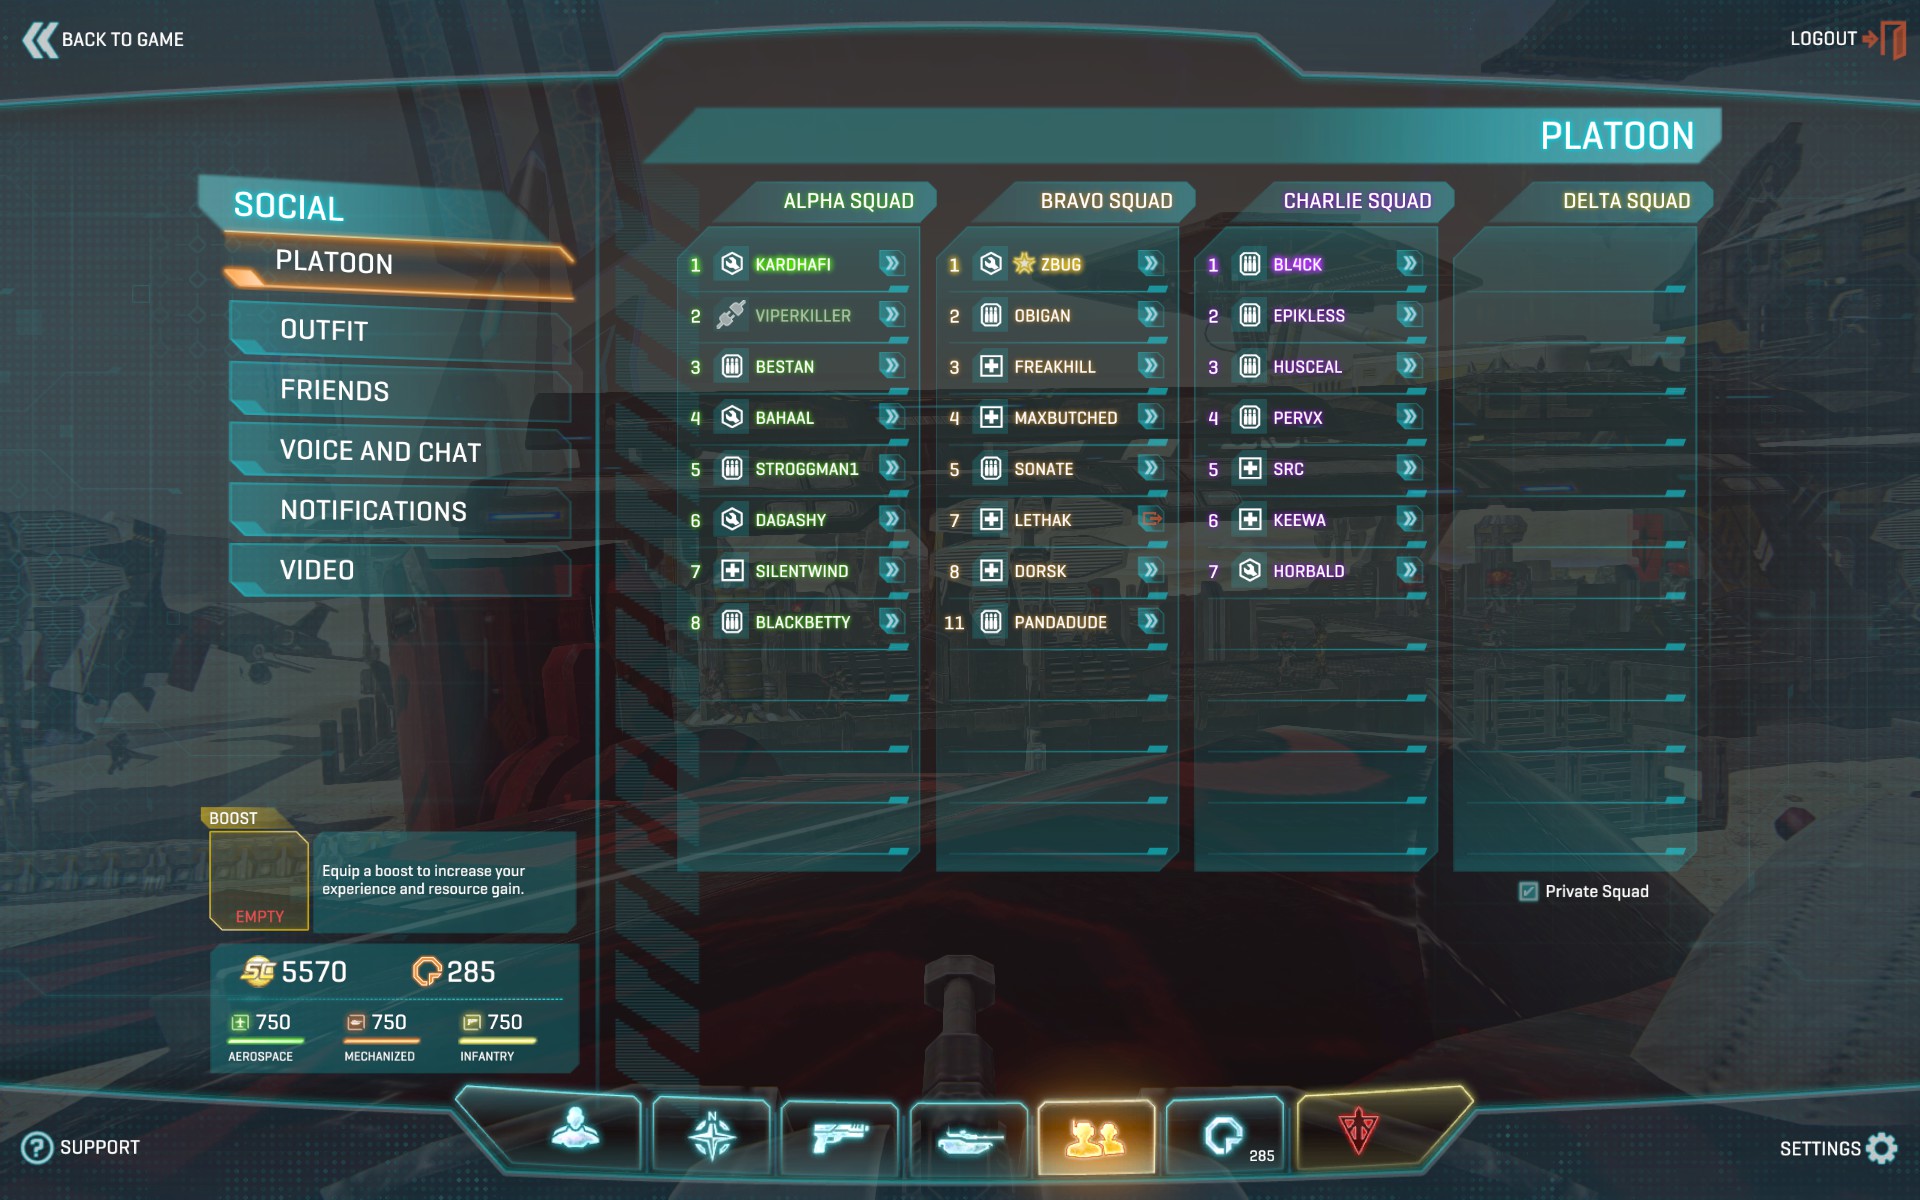 BACK TO GAME
LOGOUT
PLATOON
SOCIAL
PLATOON
OUTFIT
FRIENDS
VOICE AND CHAT
NOTIFICATIONS
VIDEO
ALPHA SQUAD
1 KARDHAFI
2 VIPERKILLER
3 BESTAN
4 BAHAAL
5 STROGGMAN1
6 DAGASHY
7 SILENTWIND
8 BLACKBETTY
BRAVO SQUAD
1 ZBUG
2 OBIGAN
3 FREAKHILL
4 MAXBUTCHED
5 SONATE
7 LETHAK
8 DORSK
11 PANDADUDE
CHARLIE SQUAD
1 BL4CK
2 EPIKLESS
3 HUSCEAL
4 PERVX
5 SRC
6 KEEWA
7 HORBALD
DELTA SQUAD
Private Squad
BOOST
EMPTY
Equip a boost to increase your
experience and resource gain.
SC 5570 285
750 750 750
AEROSPACE MECHANIZED INFANTRY
N
285
? SUPPORT
SETTINGS